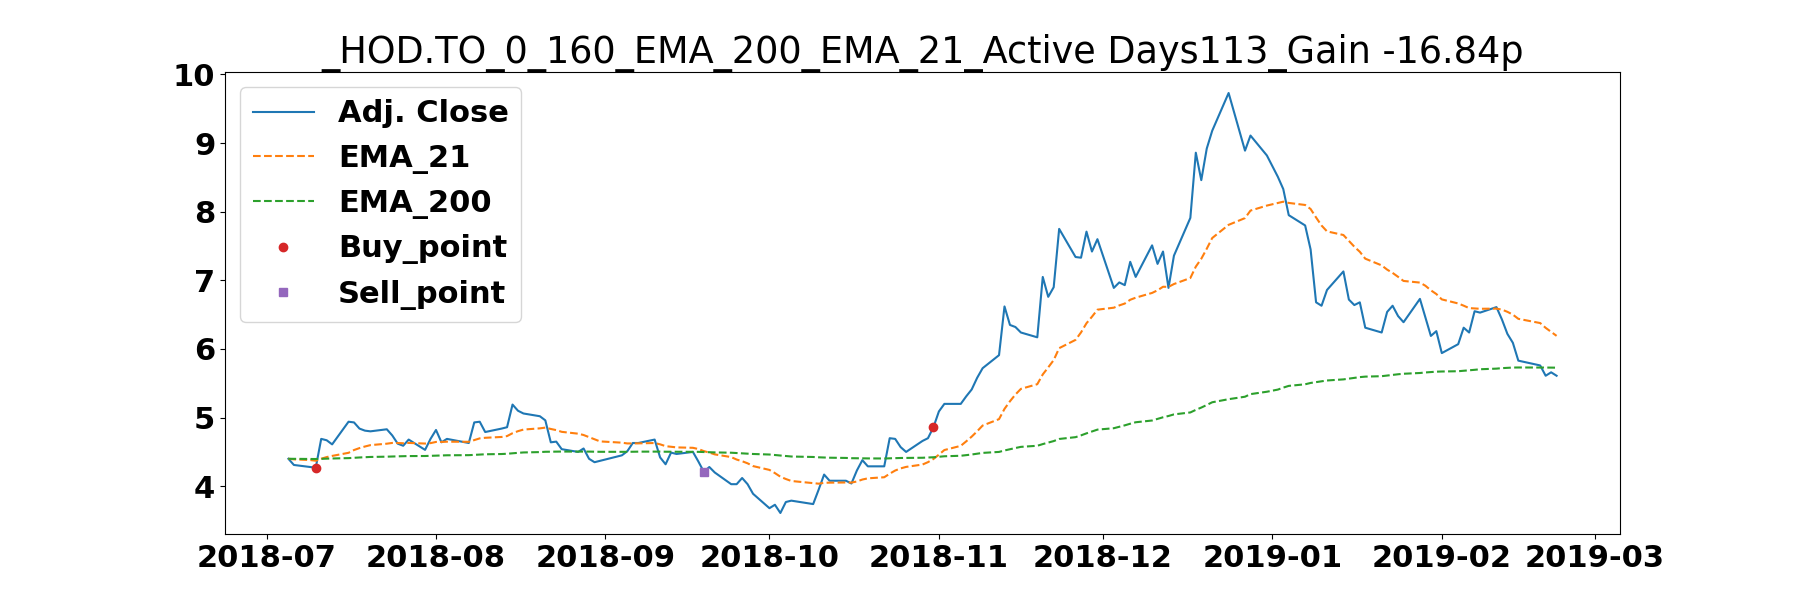 _HOD.TO_0_160_EMA_200_EMA_21_Active Days113_Gain -16.84p
10
9
8
7
6
5
4
Adj. Close
EMA_21
EMA_200
Buy_point
Sell_point
2018-07 2018-08 2018-09 2018-10 2018-11 2018-12 2019-01 2019-02 2019-03